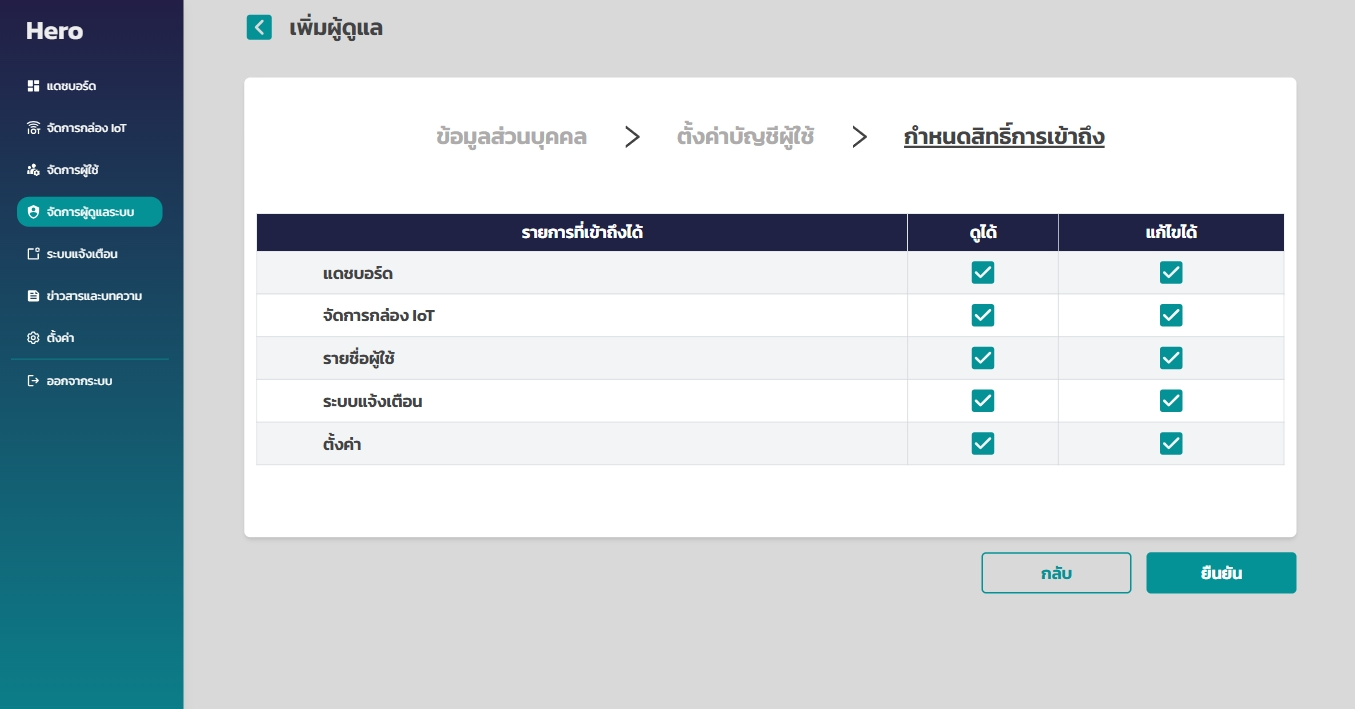 Hero
แดชบอร์ด
จัดการกล่อง IoT
จัดการผู้ใช้
จัดการผู้ดูแลระบบ
ระบบแจ้งเตือน
ข่าวสารและบทความ
ตั้งค่า
ออกจากระบบ
เพิ่มผู้ดูแล
ข้อมูลส่วนบุคคล > ตั้งค่าบัญชีผู้ใช้ > กำหนดสิทธิ์การเข้าถึง
รายการที่เข้าถึงได้ ดูได้ แก้ไขได้
แดชบอร์ด
จัดการกล่อง IoT
รายชื่อผู้ใช้
ระบบแจ้งเตือน
ตั้งค่า
กลับ ยืนยัน